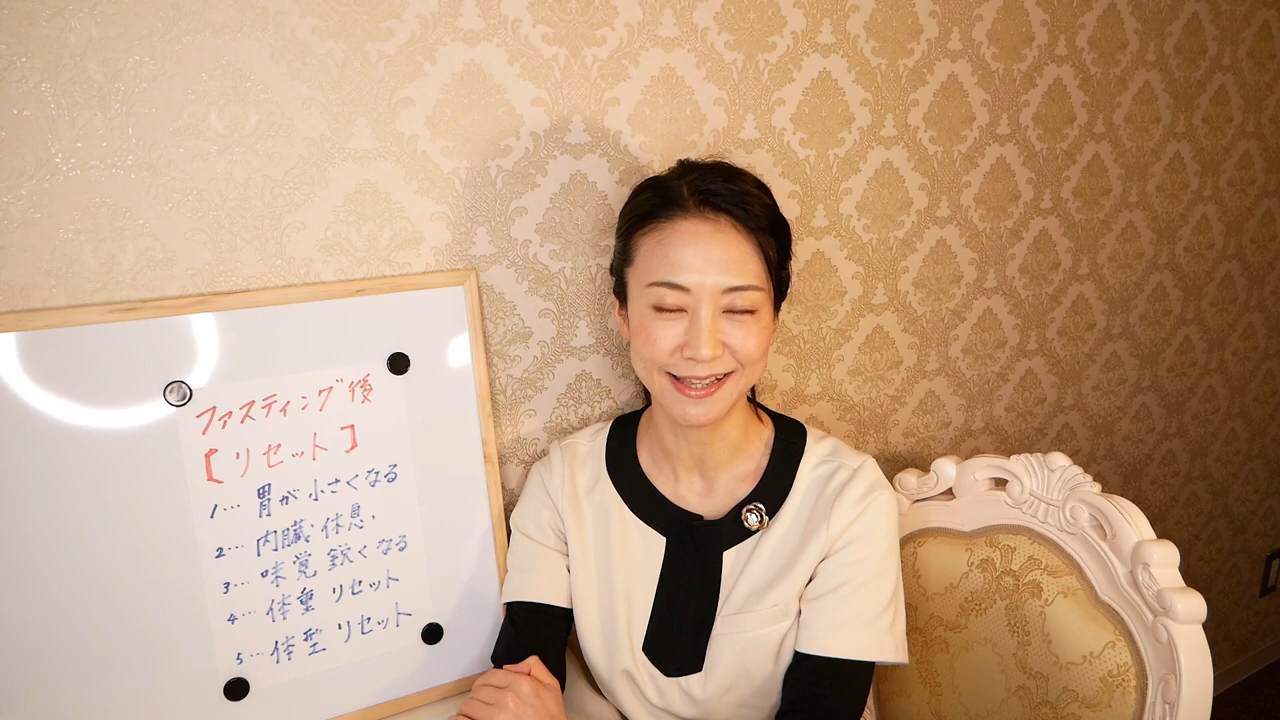 ファスティング後
【リセット】
1… 胃が小さくなる
2… 内臓休息.
3… 味覚鋭くなる
4… 体重リセット
5… 体型リセット